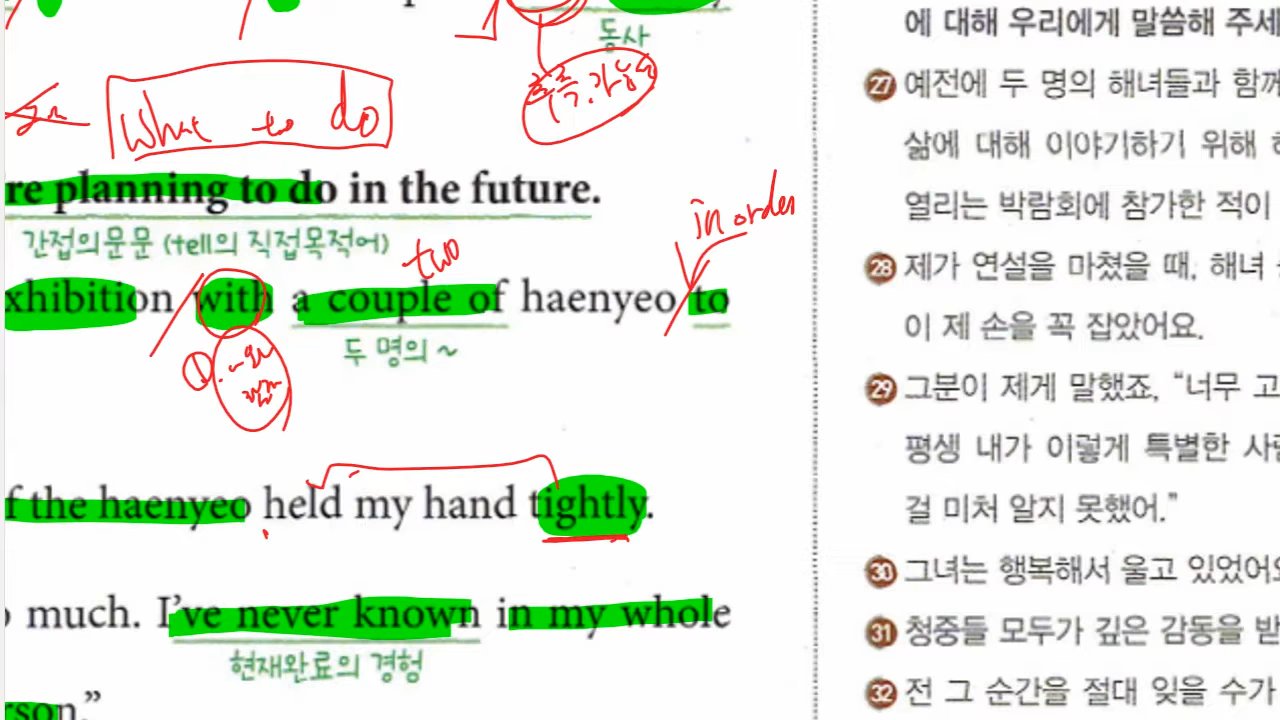 동사
what to do
re planning to do in the future.
간접의문문 (tell의 직접목적어)
two
in order
xhibition with a couple of haenyeo to
두 명의 ~
①
f the haenyeo held my hand tightly.
much. I've never known in my whole
현재완료의 경험
rson.”
에 대해 우리에게 말씀해 주세
27 예전에 두 명의 해녀들과 함께
삶에 대해 이야기하기 위해
열리는 박람회에 참가한 적이
28 제가 연설을 마쳤을 때, 해녀
이 제 손을 꼭 잡았어요.
29 그분이 제게 말했죠, “너무 고
평생 내가 이렇게 특별한 사람
걸 미처 알지 못했어.”
30 그녀는 행복해서 울고 있었어요
31 청중들 모두가 깊은 감동을 받
32 전 그 순간을 절대 잊을 수가